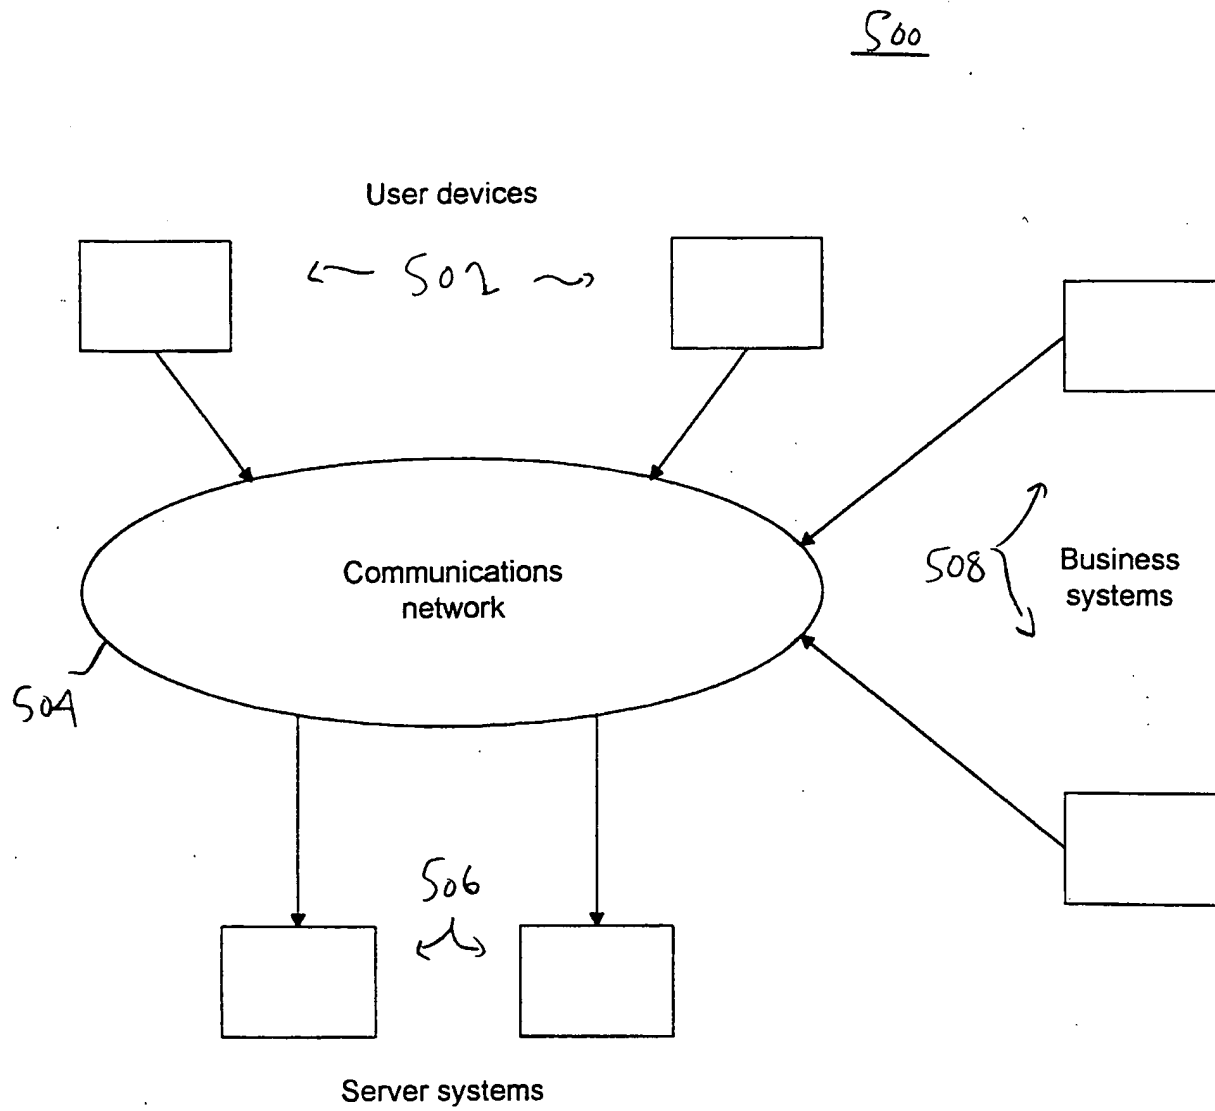 500
User devices
502
Communications
network
508
Business
systems
504
506
Server systems